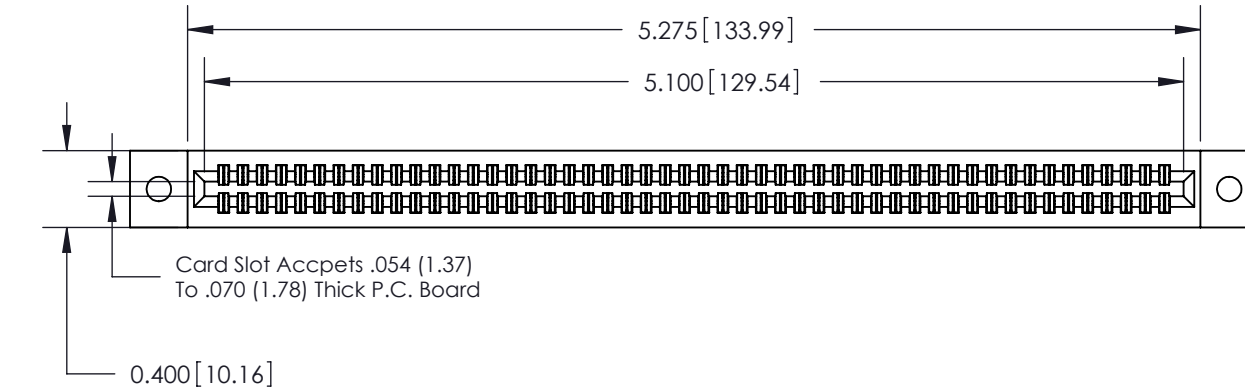 5.275[133.99]
5.100[129.54]
Card Slot Accpets .054 (1.37)
To .070 (1.78) Thick P.C. Board
0.400[10.16]